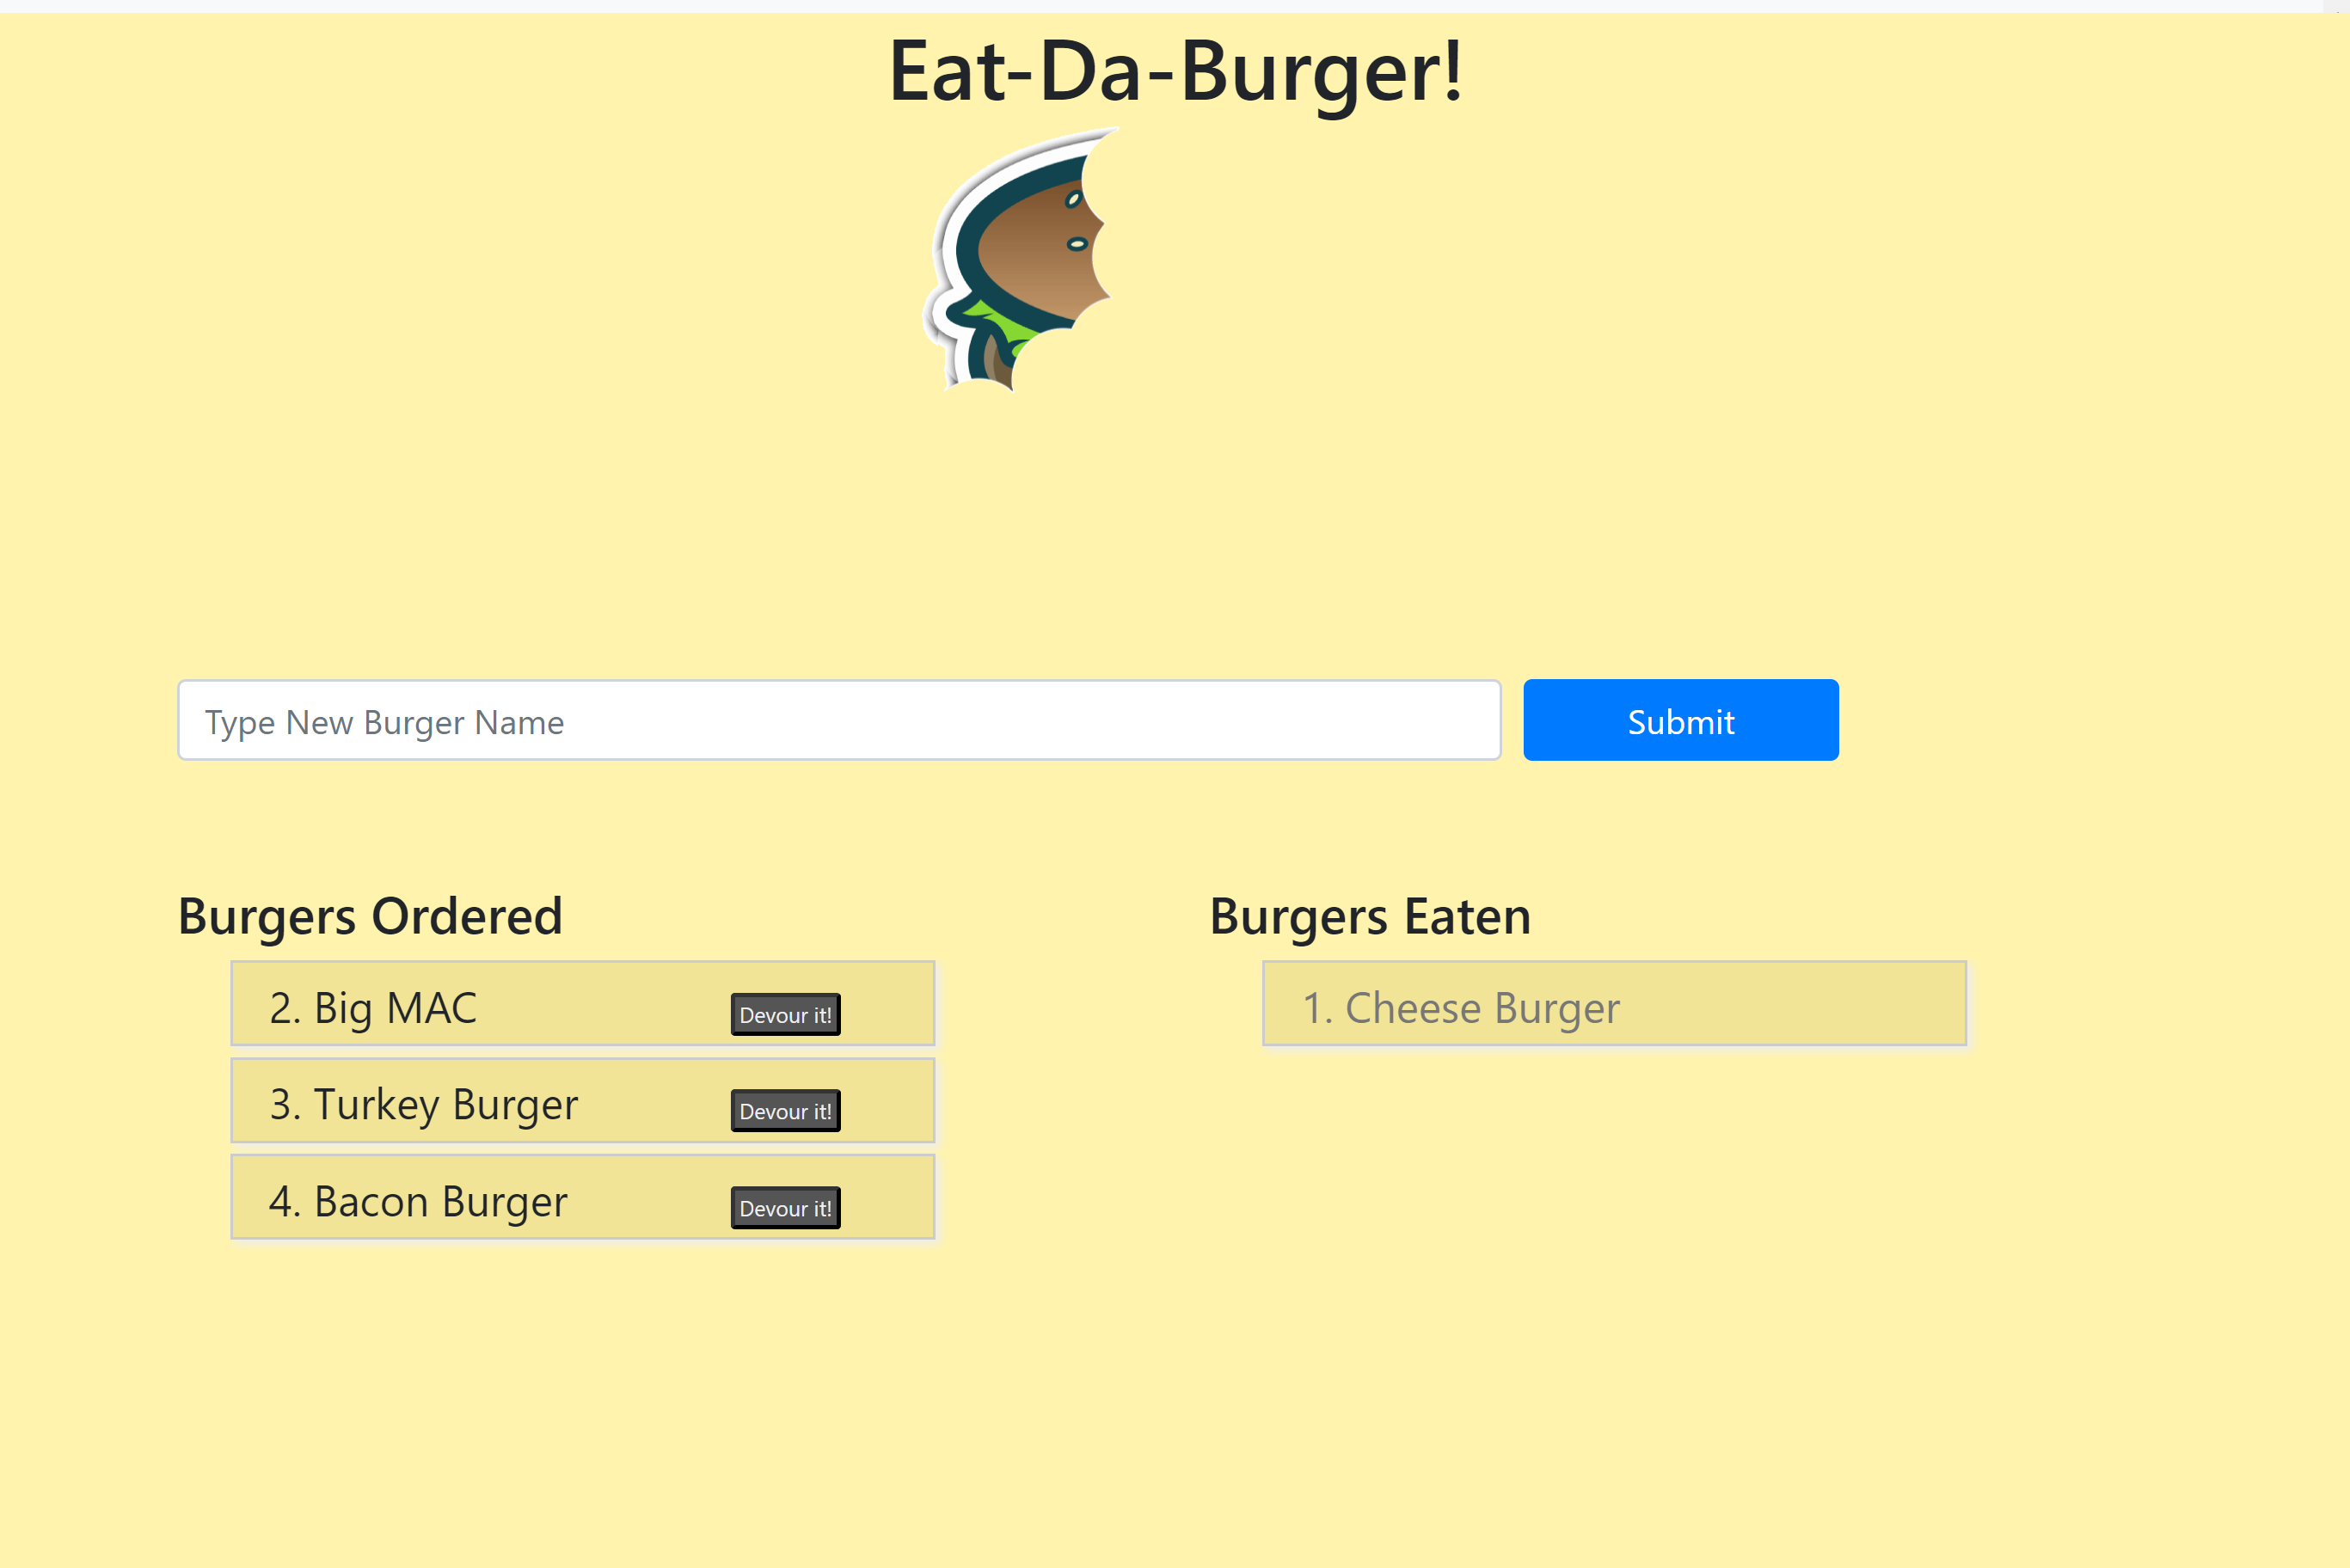 Eat-Da-Burger!
Type New Burger Name
Submit
Burgers Ordered
2. Big MAC
Devour it!
3. Turkey Burger
Devour it!
4. Bacon Burger
Devour it!
Burgers Eaten
1. Cheese Burger